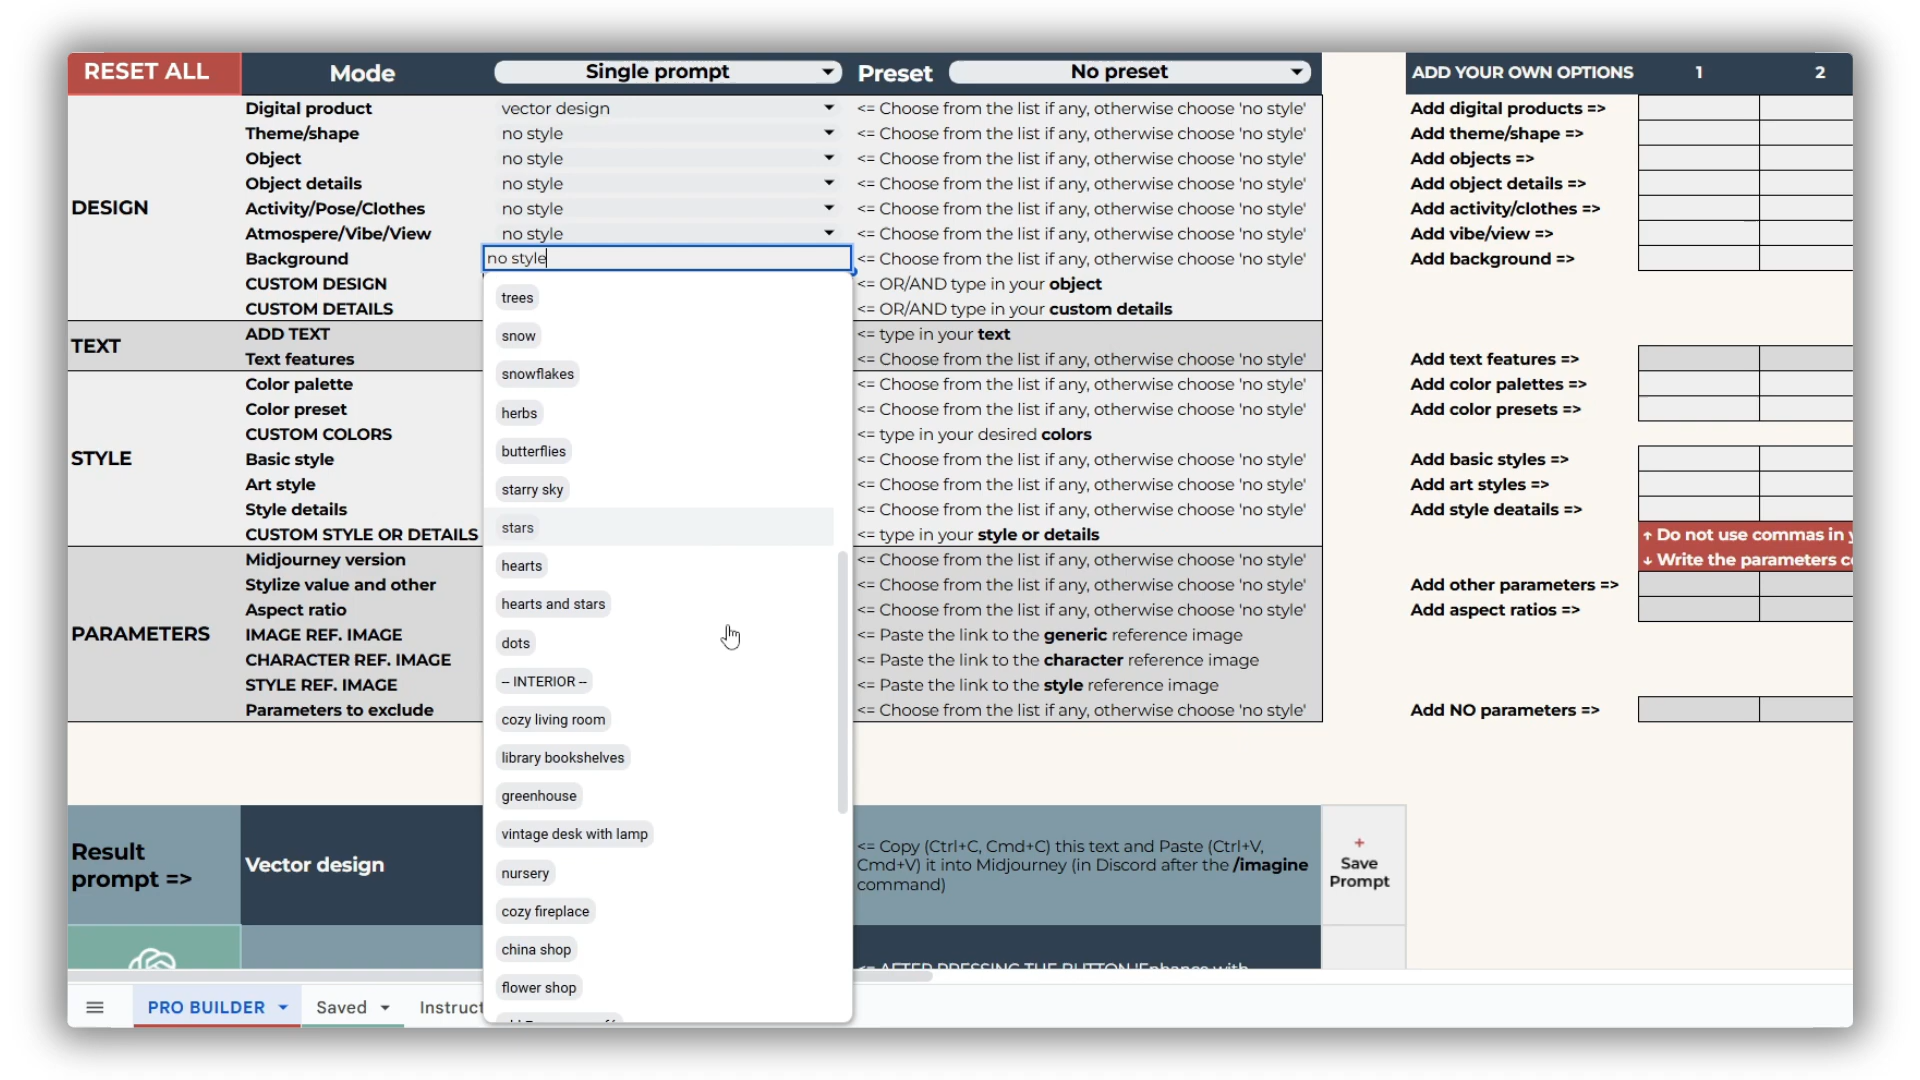 RESET ALL Mode Single prompt Preset No preset ADD YOUR OWN OPTIONS 1 2
DESIGN
Digital product vector design <= Choose from the list if any, otherwise choose 'no style' Add digital products =>
Theme/shape no style <= Choose from the list if any, otherwise choose 'no style' Add theme/shape =>
Object no style <= Choose from the list if any, otherwise choose 'no style' Add objects =>
Object details no style <= Choose from the list if any, otherwise choose 'no style' Add object details =>
Activity/Pose/Clothes no style <= Choose from the list if any, otherwise choose 'no style' Add activity/clothes =>
Atmospere/Vibe/View no style <= Choose from the list if any, otherwise choose 'no style' Add vibe/view =>
Background no style <= Choose from the list if any, otherwise choose 'no style' Add background =>
CUSTOM DESIGN <= OR/AND type in your object
CUSTOM DETAILS <= OR/AND type in your custom details
TEXT
ADD TEXT <= type in your text
Text features <= Choose from the list if any, otherwise choose 'no style' Add text features =>
STYLE
Color palette <= Choose from the list if any, otherwise choose 'no style' Add color palettes =>
Color preset <= Choose from the list if any, otherwise choose 'no style' Add color presets =>
CUSTOM COLORS <= type in your desired colors
Basic style <= Choose from the list if any, otherwise choose 'no style' Add basic styles =>
Art style <= Choose from the list if any, otherwise choose 'no style' Add art styles =>
Style details <= Choose from the list if any, otherwise choose 'no style' Add style deatails =>
CUSTOM STYLE OR DETAILS <= type in your style or details ↑ Do not use commas in
PARAMETERS
Midjourney version <= Choose from the list if any, otherwise choose 'no style' ↓ Write the parameters
Stylize value and other <= Choose from the list if any, otherwise choose 'no style' Add other parameters =>
Aspect ratio <= Choose from the list if any, otherwise choose 'no style' Add aspect ratios =>
IMAGE REF. IMAGE <= Paste the link to the generic reference image
CHARACTER REF. IMAGE <= Paste the link to the character reference image
STYLE REF. IMAGE <= Paste the link to the style reference image
Parameters to exclude <= Choose from the list if any, otherwise choose 'no style' Add NO parameters =>
trees
snow
snowflakes
herbs
butterflies
starry sky
stars
hearts
hearts and stars
dots
-- INTERIOR --
cozy living room
library bookshelves
greenhouse
vintage desk with lamp
nursery
cozy fireplace
china shop
flower shop
Result
prompt =>
Vector design
<= Copy (Ctrl+C, Cmd+C) this text and Paste (Ctrl+V,
Cmd+V) it into Midjourney (in Discord after the /imagine
command)
+
Save
Prompt
<= AFTER PRESSING THE BUTTON 'Enhance with
PRO BUILDER Saved Instruct